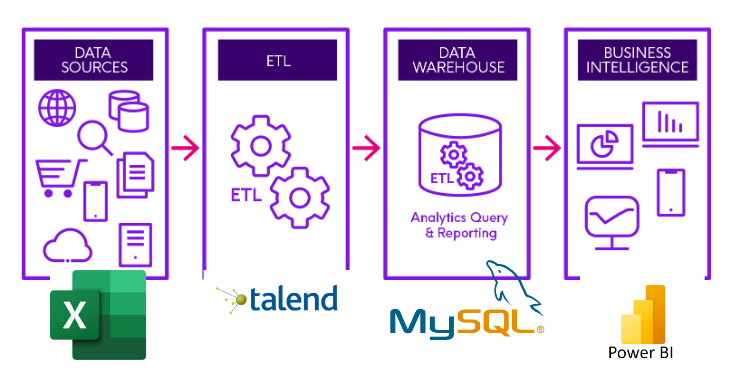 DATA
SOURCES
ETL
DATA
WAREHOUSE
BUSINESS
INTELLIGENCE
ETL
ETL
Analytics Query
& Reporting
X
talend
MySQL®
Power BI